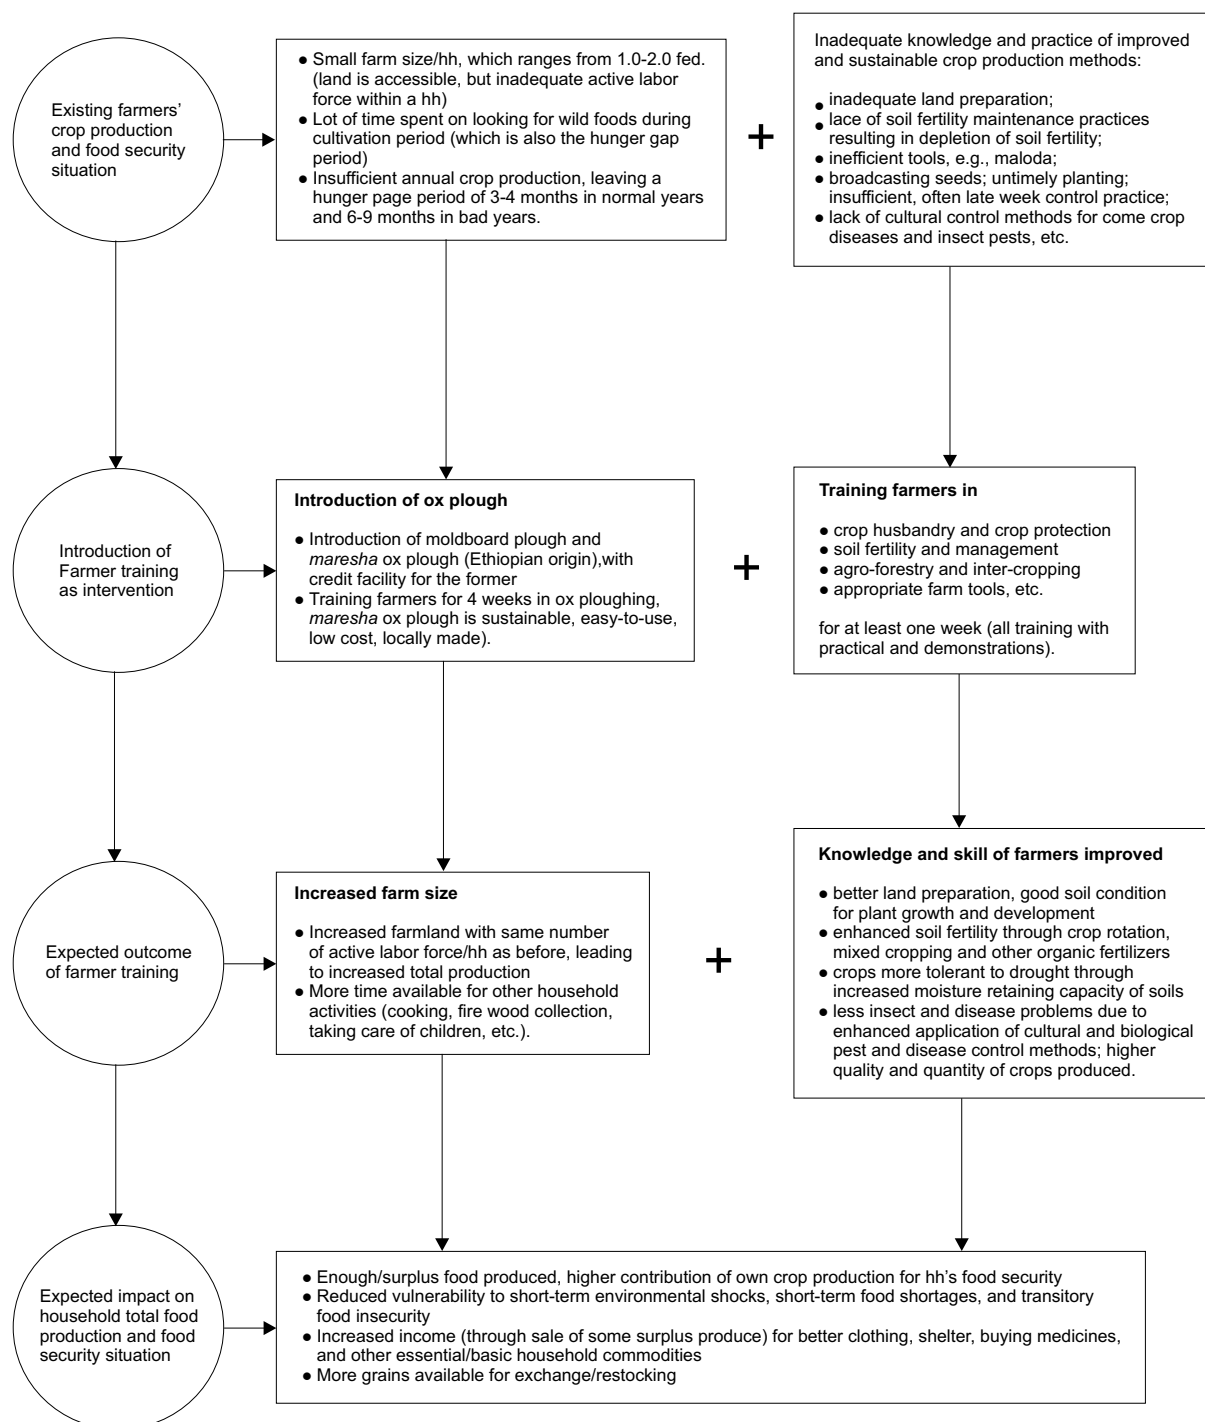 Existing farmers’
crop production
and food security
situation
● Small farm size/hh, which ranges from 1.0-2.0 fed.
(land is accessible, but inadequate active labor
force within a hh)
● Lot of time spent on looking for wild foods during
cultivation period (which is also the hunger gap
period)
● Insufficient annual crop production, leaving a
hunger page period of 3-4 months in normal years
and 6-9 months in bad years.
+
Inadequate knowledge and practice of improved
and sustainable crop production methods:
● inadequate land preparation;
● lack of soil fertility maintenance practices
resulting in depletion of soil fertility;
● inefficient tools, e.g., maloda;
● broadcasting seeds; untimely planting;
insufficient, often late week control practice;
● lack of cultural control methods for come crop
diseases and insect pests, etc.
Introduction of
Farmer training
as intervention
Introduction of ox plough
● Introduction of moldboard plough and
maresha ox plough (Ethiopian origin),with
credit facility for the former
● Training farmers for 4 weeks in ox ploughing,
maresha ox plough is sustainable, easy-to-use,
low cost, locally made).
+
Training farmers in
● crop husbandry and crop protection
● soil fertility and management
● agro-forestry and inter-cropping
● appropriate farm tools, etc.
for at least one week (all training with
practical and demonstrations).
Expected outcome
of farmer training
Increased farm size
● Increased farmland with same number
of active labor force/hh as before, leading
to increased total production
● More time available for other household
activities (cooking, fire wood collection,
taking care of children, etc.).
+
Knowledge and skill of farmers improved
● better land preparation, good soil condition
for plant growth and development
● enhanced soil fertility through crop rotation,
mixed cropping and other organic fertilizers
● crops more tolerant to drought through
increased moisture retaining capacity of soils
● less insect and disease problems due to
enhanced application of cultural and biological
pest and disease control methods; higher
quality and quantity of crops produced.
Expected impact on
household total food
production and food
security situation
● Enough/surplus food produced, higher contribution of own crop production for hh’s food security
● Reduced vulnerability to short-term environmental shocks, short-term food shortages, and transitory
food insecurity
● Increased income (through sale of some surplus produce) for better clothing, shelter, buying medicines,
and other essential/basic household commodities
● More grains available for exchange/restocking